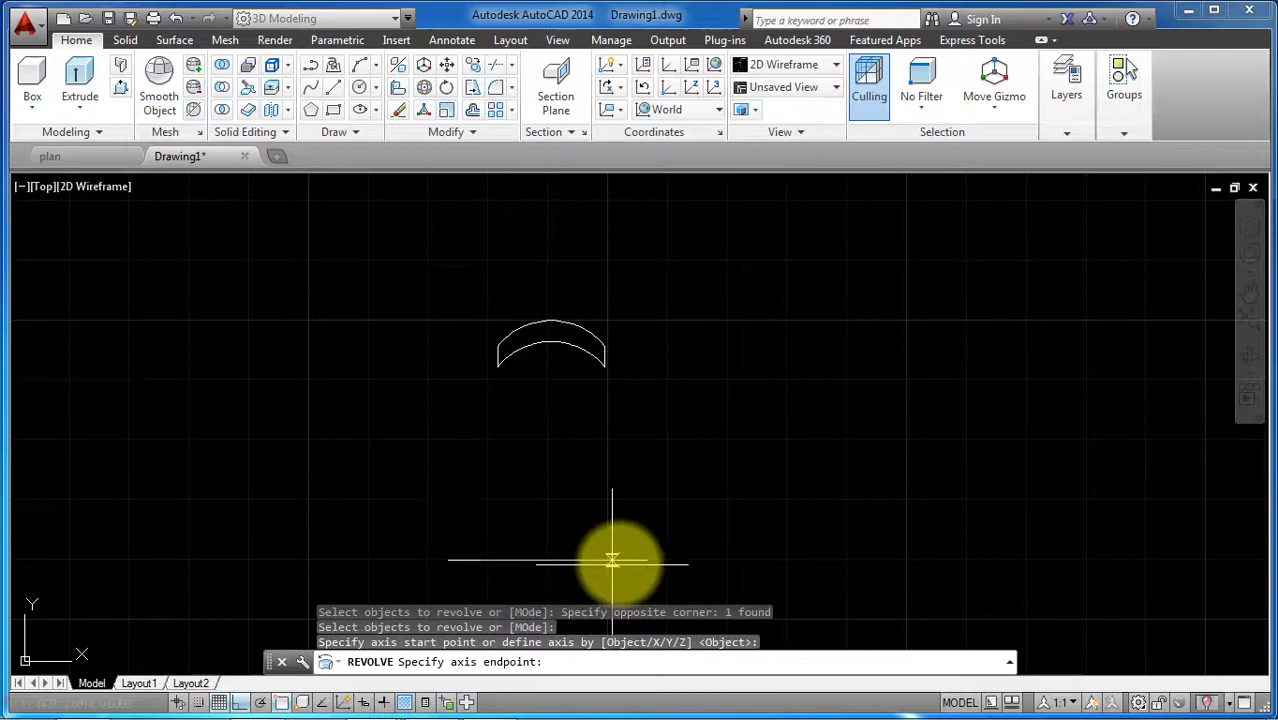 3D Modeling
Autodesk AutoCAD 2014 Drawing1.dwg
Type a keyword or phrase
Sign In
Home Solid Surface Mesh Render Parametric Insert Annotate Layout View Manage Output Plug-ins Autodesk 360 Featured Apps Express Tools
Box
Extrude
Smooth
Object
Section
Plane
2D Wireframe
Unsaved View
World
Culling
No Filter
Move Gizmo
Layers
Groups
Modeling Mesh Solid Editing Draw Modify Section Coordinates View Selection
plan Drawing1*
[−][Top][2D Wireframe]
Y
X
Select objects to revolve or [MOde]: Specify opposite corner: 1 found
Select objects to revolve or [MOde]:
Specify axis start point or define axis by [Object/X/Y/Z] <Object>:
REVOLVE Specify axis endpoint:
Model Layout1 Layout2
MODEL 1:1